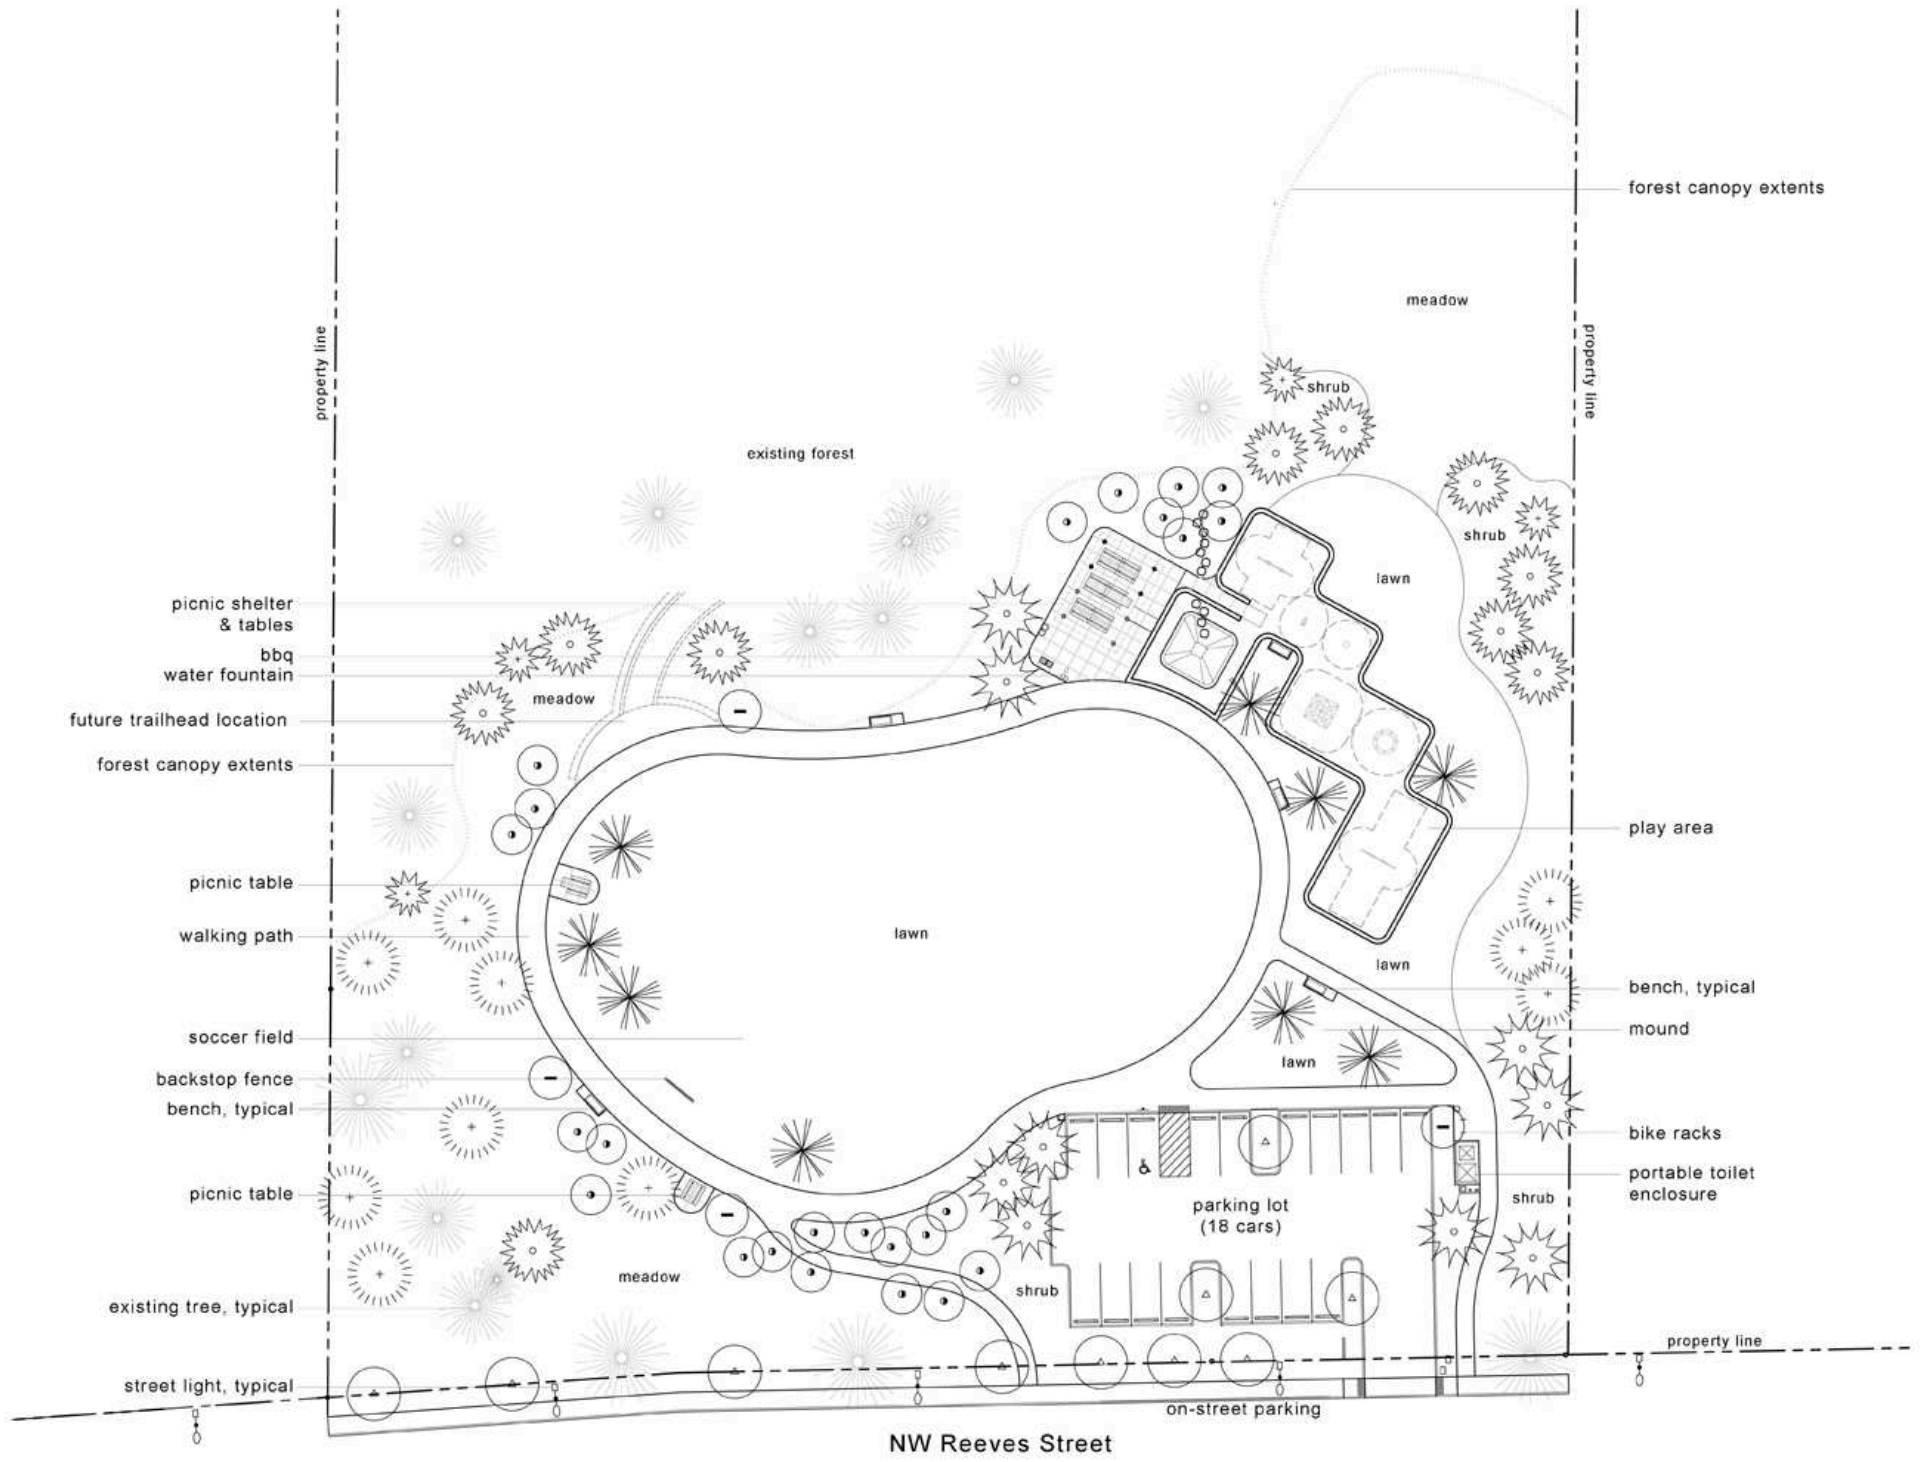 forest canopy extents
meadow
property line
property line
shrub
existing forest
shrub
lawn
picnic shelter
& tables
bbq
water fountain
meadow
future trailhead location
forest canopy extents
play area
picnic table
lawn
walking path
lawn
bench, typical
soccer field
mound
lawn
backstop fence
bench, typical
bike racks
portable toilet
enclosure
picnic table
shrub
parking lot
(18 cars)
meadow
shrub
existing tree, typical
property line
street light, typical
on-street parking
NW Reeves Street